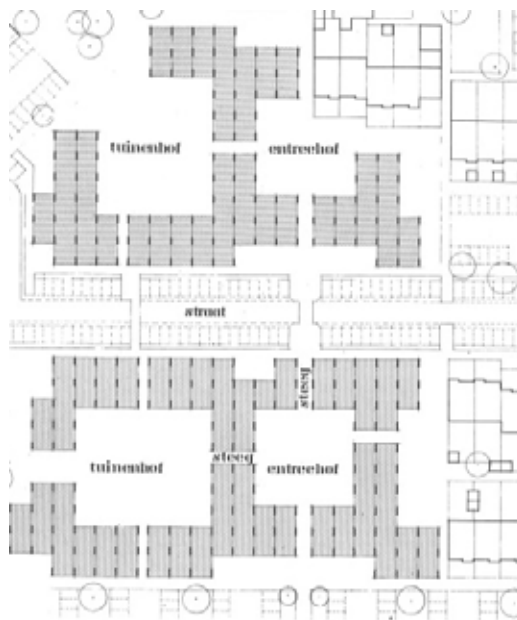 tuinenhof
entreehof
straat
steeg
tuinenhof
steeg
entreehof